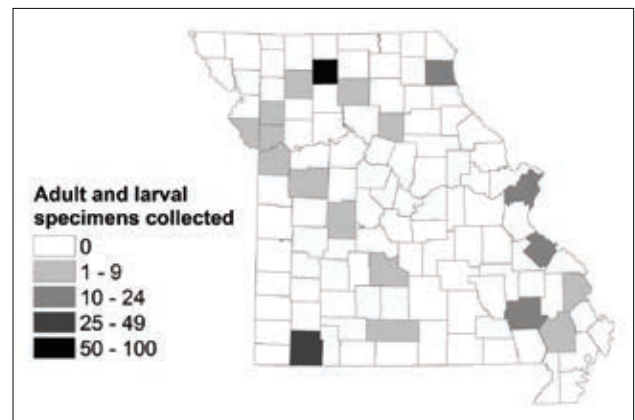 Adult and larval
specimens collected
0
1 - 9
10 - 24
25 - 49
50 - 100